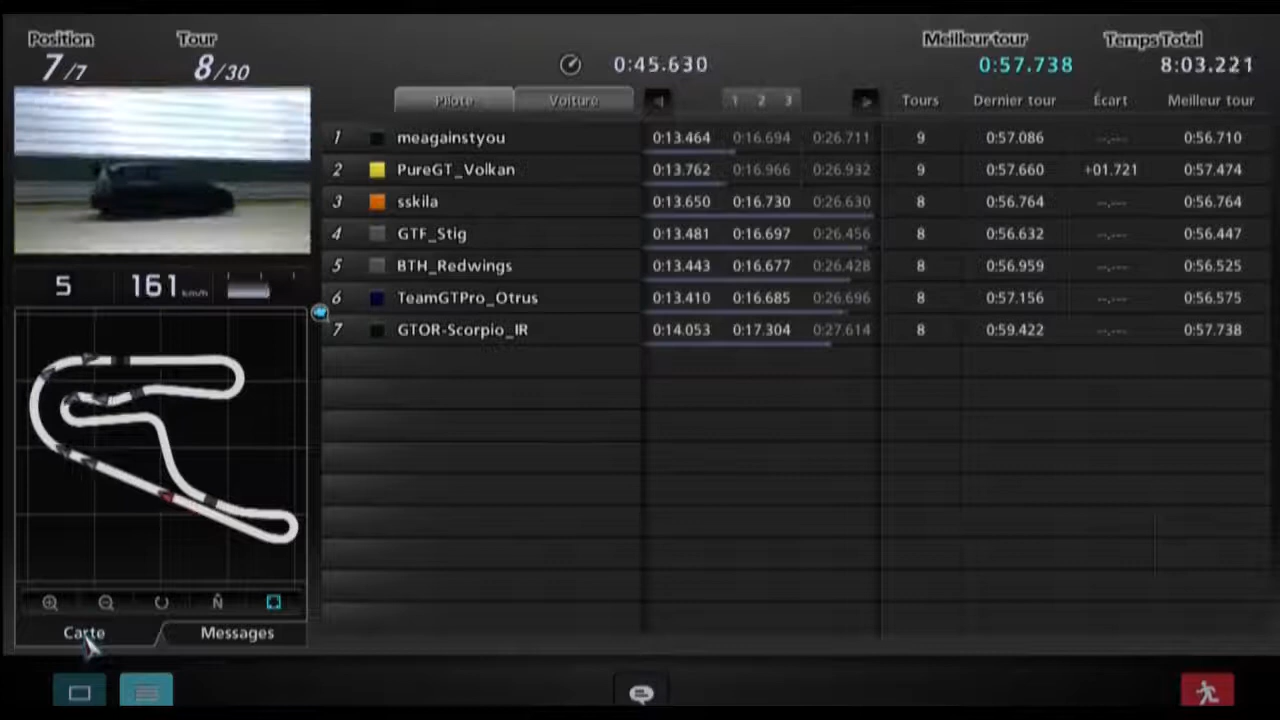 Position Tour Meilleur tour Temps Total
7/7 8/30 0:45.630 0:57.738 8:03.221
Pilote Voiture 1 2 3 Tours Dernier tour Écart Meilleur tour
1 meagainstyou 0:13.464 0:16.694 0:26.711 9 0:57.086 --.--- 0:56.710
2 PureGT_Volkan 0:13.762 0:16.966 0:26.932 9 0:57.660 +01.721 0:57.474
3 sskila 0:13.650 0:16.730 0:26.630 8 0:56.764 --.--- 0:56.764
4 GTF_Stig 0:13.481 0:16.697 0:26.456 8 0:56.632 --.--- 0:56.447
5 BTH_Redwings 0:13.443 0:16.677 0:26.428 8 0:56.959 --.--- 0:56.525
6 TeamGTPro_Otrus 0:13.410 0:16.685 0:26.696 8 0:57.156 --.--- 0:56.575
7 GTOR-Scorpio_IR 0:14.053 0:17.304 0:27.614 8 0:59.422 --.--- 0:57.738
5 161 km/h
N
Carte Messages